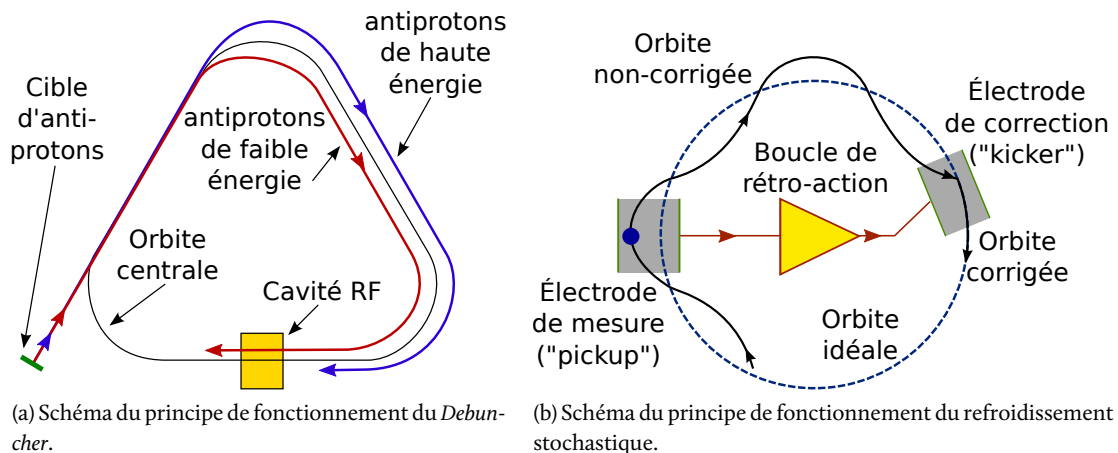 antiprotons
de haute
énergie
Cible
d'anti-
protons
antiprotons
de faible
énergie
Orbite
centrale
Cavité RF
(a) Schéma du principe de fonctionnement du Debun-
cher.
Orbite
non-corrigée
Électrode
de correction
("kicker")
Boucle de
rétro-action
Orbite
corrigée
Électrode
de mesure
("pickup")
Orbite
idéale
(b) Schéma du principe de fonctionnement du refroidissement
stochastique.